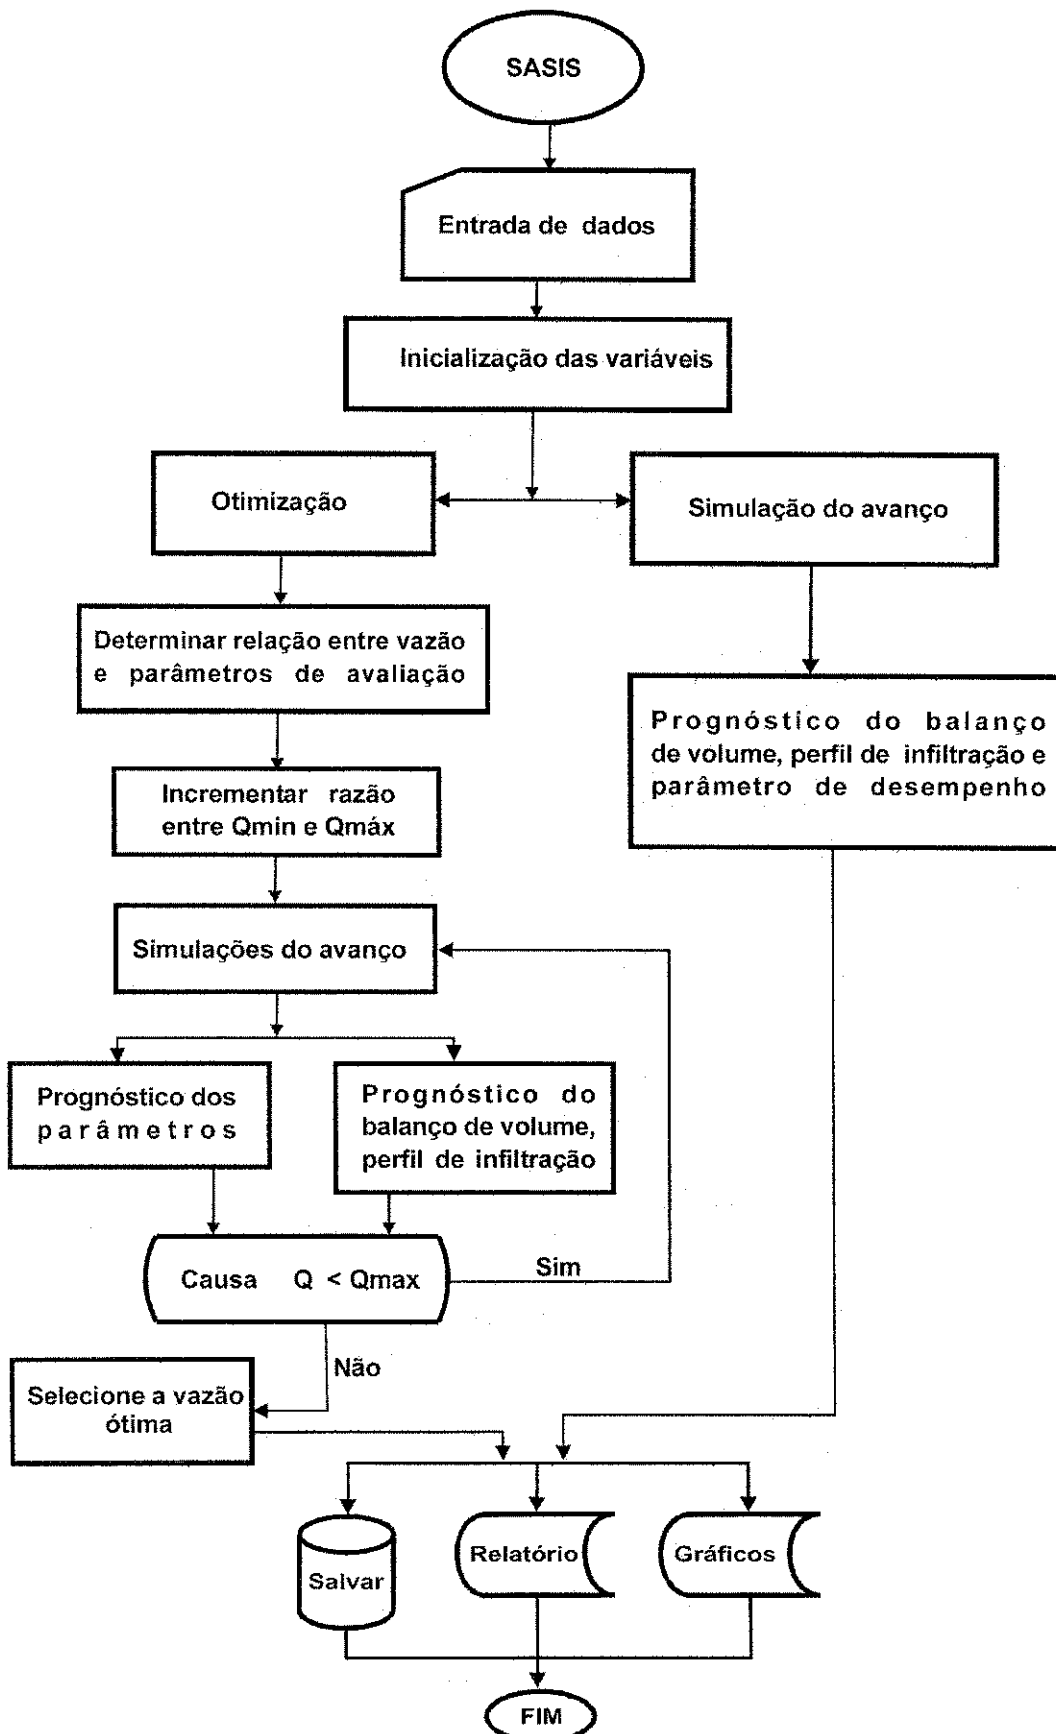 SASIS
Entrada de dados
Inicialização das variáveis
Otimização
Simulação do avanço
Determinar relação entre vazão
e parâmetros de avaliação
Prognóstico do balanço
de volume, perfil de infiltração e
parâmetro de desempenho
Incrementar razão
entre Qmin e Qmáx
Simulações do avanço
Prognóstico dos
parâmetros
Prognóstico do
balanço de volume,
perfil de infiltração
Causa Q < Qmax
Sim
Não
Selecione a vazão
ótima
Salvar
Relatório
Gráficos
FIM